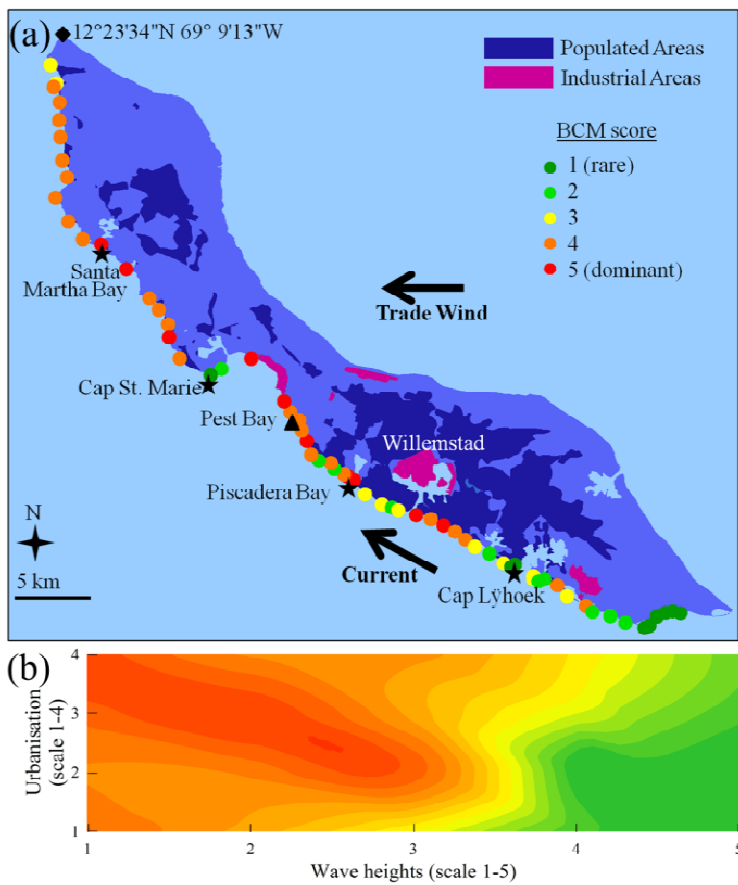 (a)
12°23'34"N 69° 9'13"W
Populated Areas
Industrial Areas
BCM score
1 (rare)
2
3
4
5 (dominant)
Santa
Martha Bay
Trade Wind
Cap St. Marie
Pest Bay
Willemstad
Piscadera Bay
N
5 km
Current
Cap Lÿhoek
(b)
4
3
2
1
Urbanisation
(scale 1-4)
1 2 3 4 5
Wave heights (scale 1-5)